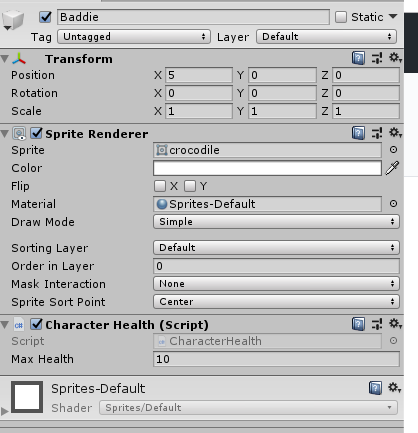 Baddie Static
Tag Untagged Layer Default
Transform
Position X 5 Y 0 Z 0
Rotation X 0 Y 0 Z 0
Scale X 1 Y 1 Z 1
Sprite Renderer
Sprite crocodile
Color
Flip X Y
Material Sprites-Default
Draw Mode Simple
Sorting Layer Default
Order in Layer 0
Mask Interaction None
Sprite Sort Point Center
c# Character Health (Script)
Script CharacterHealth
Max Health 10
Sprites-Default
Shader Sprites/Default